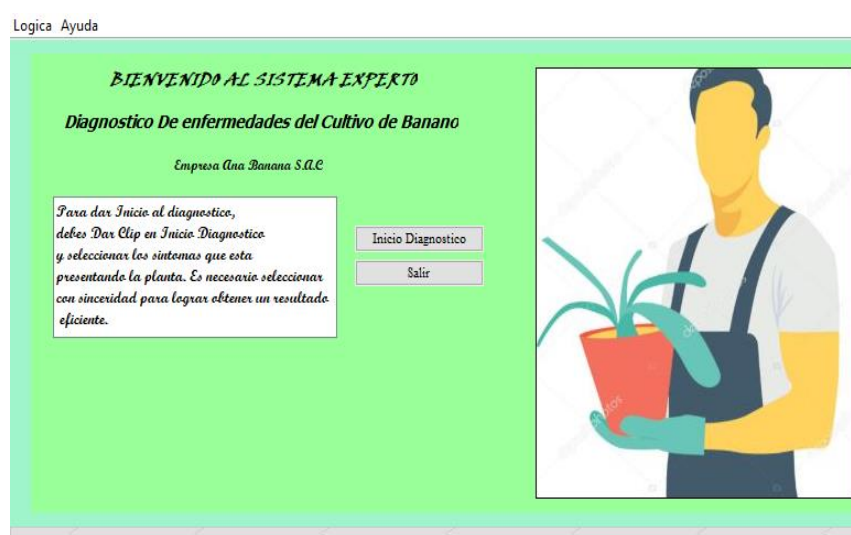 Logica Ayuda
BIENVENIDO AL SISTEMA EXPERTO
Diagnostico De enfermedades del Cultivo de Banano
Empresa Ana Banana S.A.C
Para dar Inicio al diagnostico,
debes Dar Clip en Inicio Diagnostico
y seleccionar los sintomas que esta
presentando la planta. Es necesario seleccionar
con sinceridad para lograr obtener un resultado
eficiente.
Inicio Diagnostico
Salir